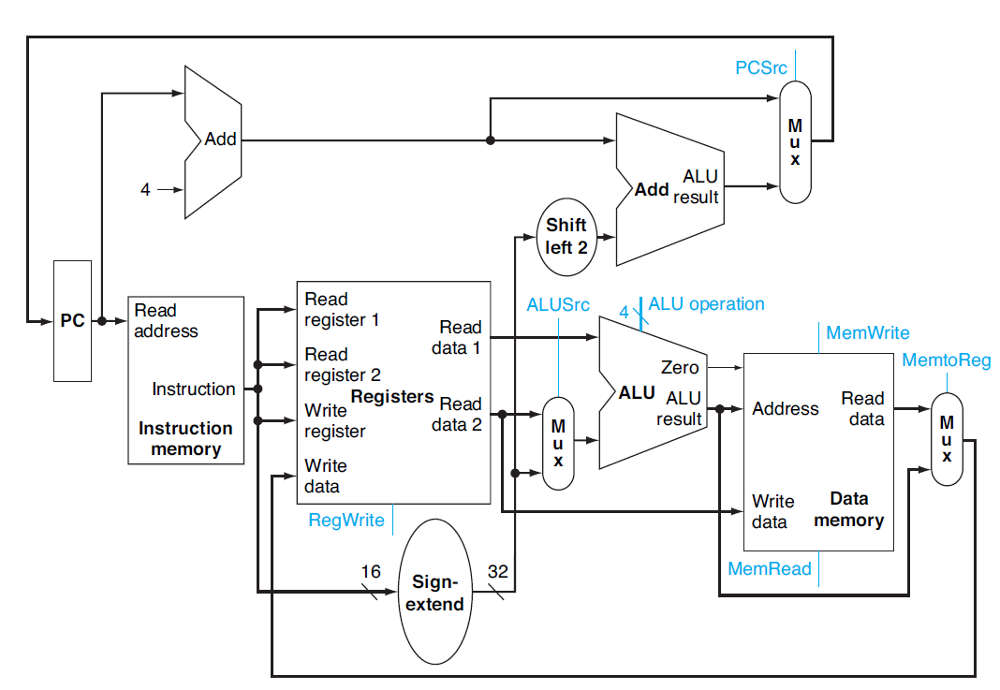 PCSrc
M
u
x
Add
ALU
result
Add
4
Shift
left 2
PC
Read
address
Instruction
Instruction
memory
Read
register 1
Read
register 2
Write
register
Write
data
Registers
Read
data 1
Read
data 2
RegWrite
ALUSrc
M
u
x
4
ALU operation
Zero
ALU
ALU
result
MemWrite
Address
Read
data
Write
data
Data
memory
MemRead
MemtoReg
M
u
x
16
Sign-
extend
32